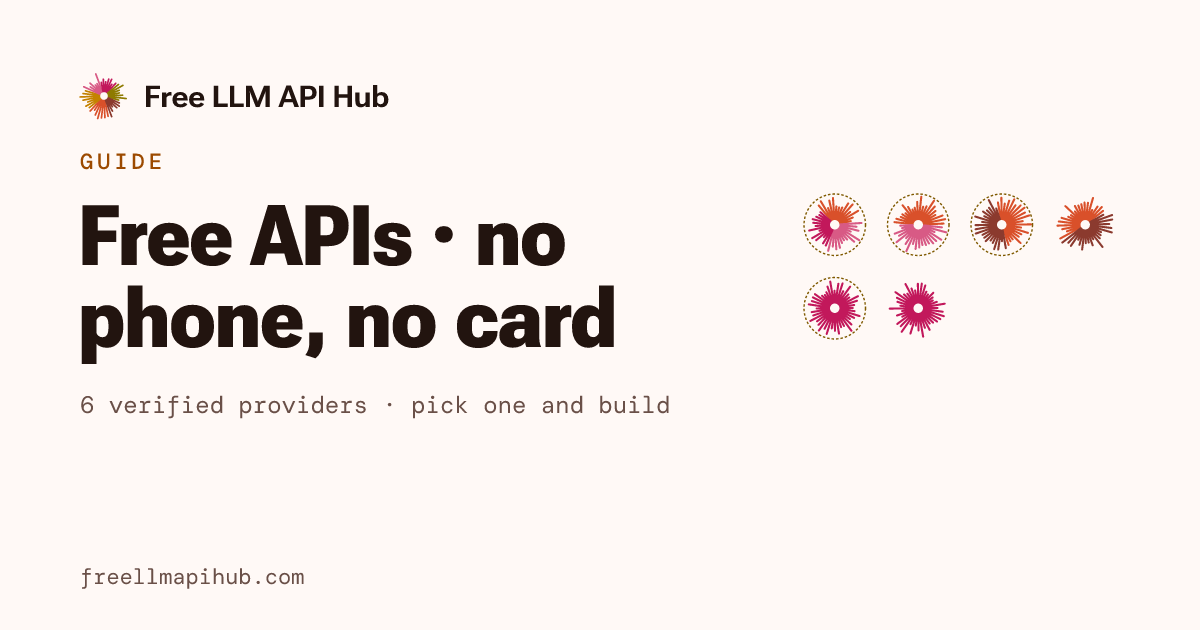 Free LLM API Hub
GUIDE
Free APIs · no
phone, no card
6 verified providers · pick one and build
freellmapihub.com